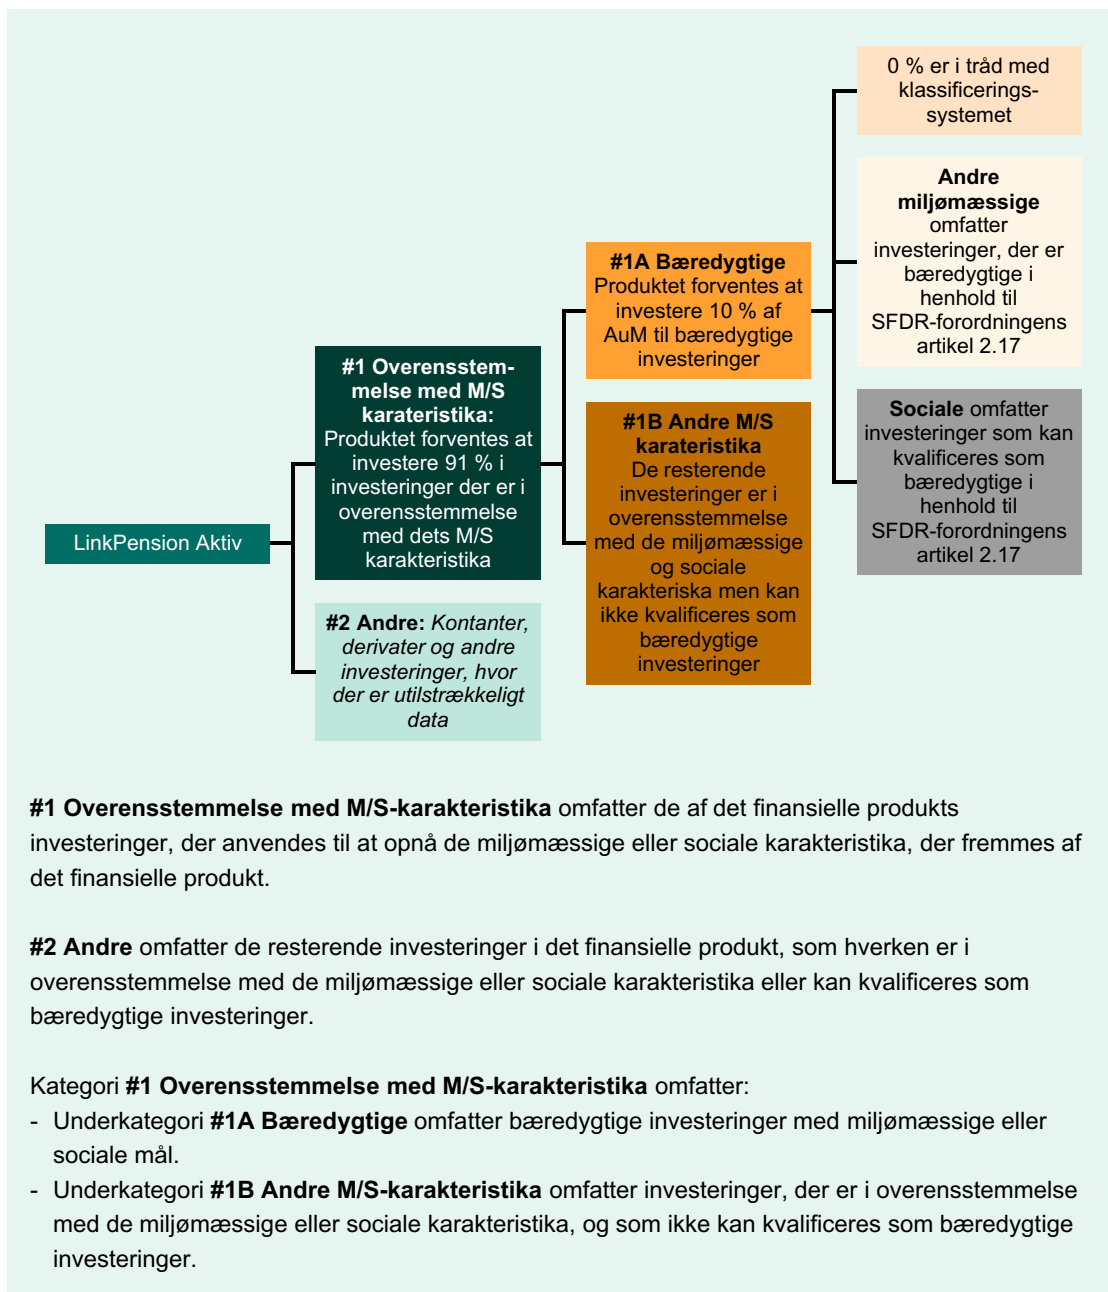 LinkPension Aktiv
#1 Overensstem-
melse med M/S
karateristika:
Produktet forventes at
investere 91 % i
investeringer der er i
overensstemmelse
med dets M/S
karakteristika
#2 Andre: Kontanter,
derivater og andre
investeringer, hvor
der er utilstrækkeligt
data
#1A Bæredygtige
Produktet forventes at
investere 10 % af
AuM til bæredygtige
investeringer
#1B Andre M/S
karateristika
De resterende
investeringer er i
overensstemmelse
med de miljømæssige
og sociale
karakteriska men kan
ikke kvalificeres som
bæredygtige
investeringer
0 % er i tråd med
klassificerings-
systemet
Andre
miljømæssige
omfatter
investeringer, der er
bæredygtige i
henhold til
SFDR-forordningens
artikel 2.17
Sociale omfatter
investeringer som kan
kvalificeres som
bæredygtige i
henhold til
SFDR-forordningens
artikel 2.17
#1 Overensstemmelse med M/S-karakteristika omfatter de af det finansielle produkts
investeringer, der anvendes til at opnå de miljømæssige eller sociale karakteristika, der fremmes af
det finansielle produkt.
#2 Andre omfatter de resterende investeringer i det finansielle produkt, som hverken er i
overensstemmelse med de miljømæssige eller sociale karakteristika eller kan kvalificeres som
bæredygtige investeringer.
Kategori #1 Overensstemmelse med M/S-karakteristika omfatter:
- Underkategori #1A Bæredygtige omfatter bæredygtige investeringer med miljømæssige eller
sociale mål.
- Underkategori #1B Andre M/S-karakteristika omfatter investeringer, der er i overensstemmelse
med de miljømæssige eller sociale karakteristika, og som ikke kan kvalificeres som bæredygtige
investeringer.